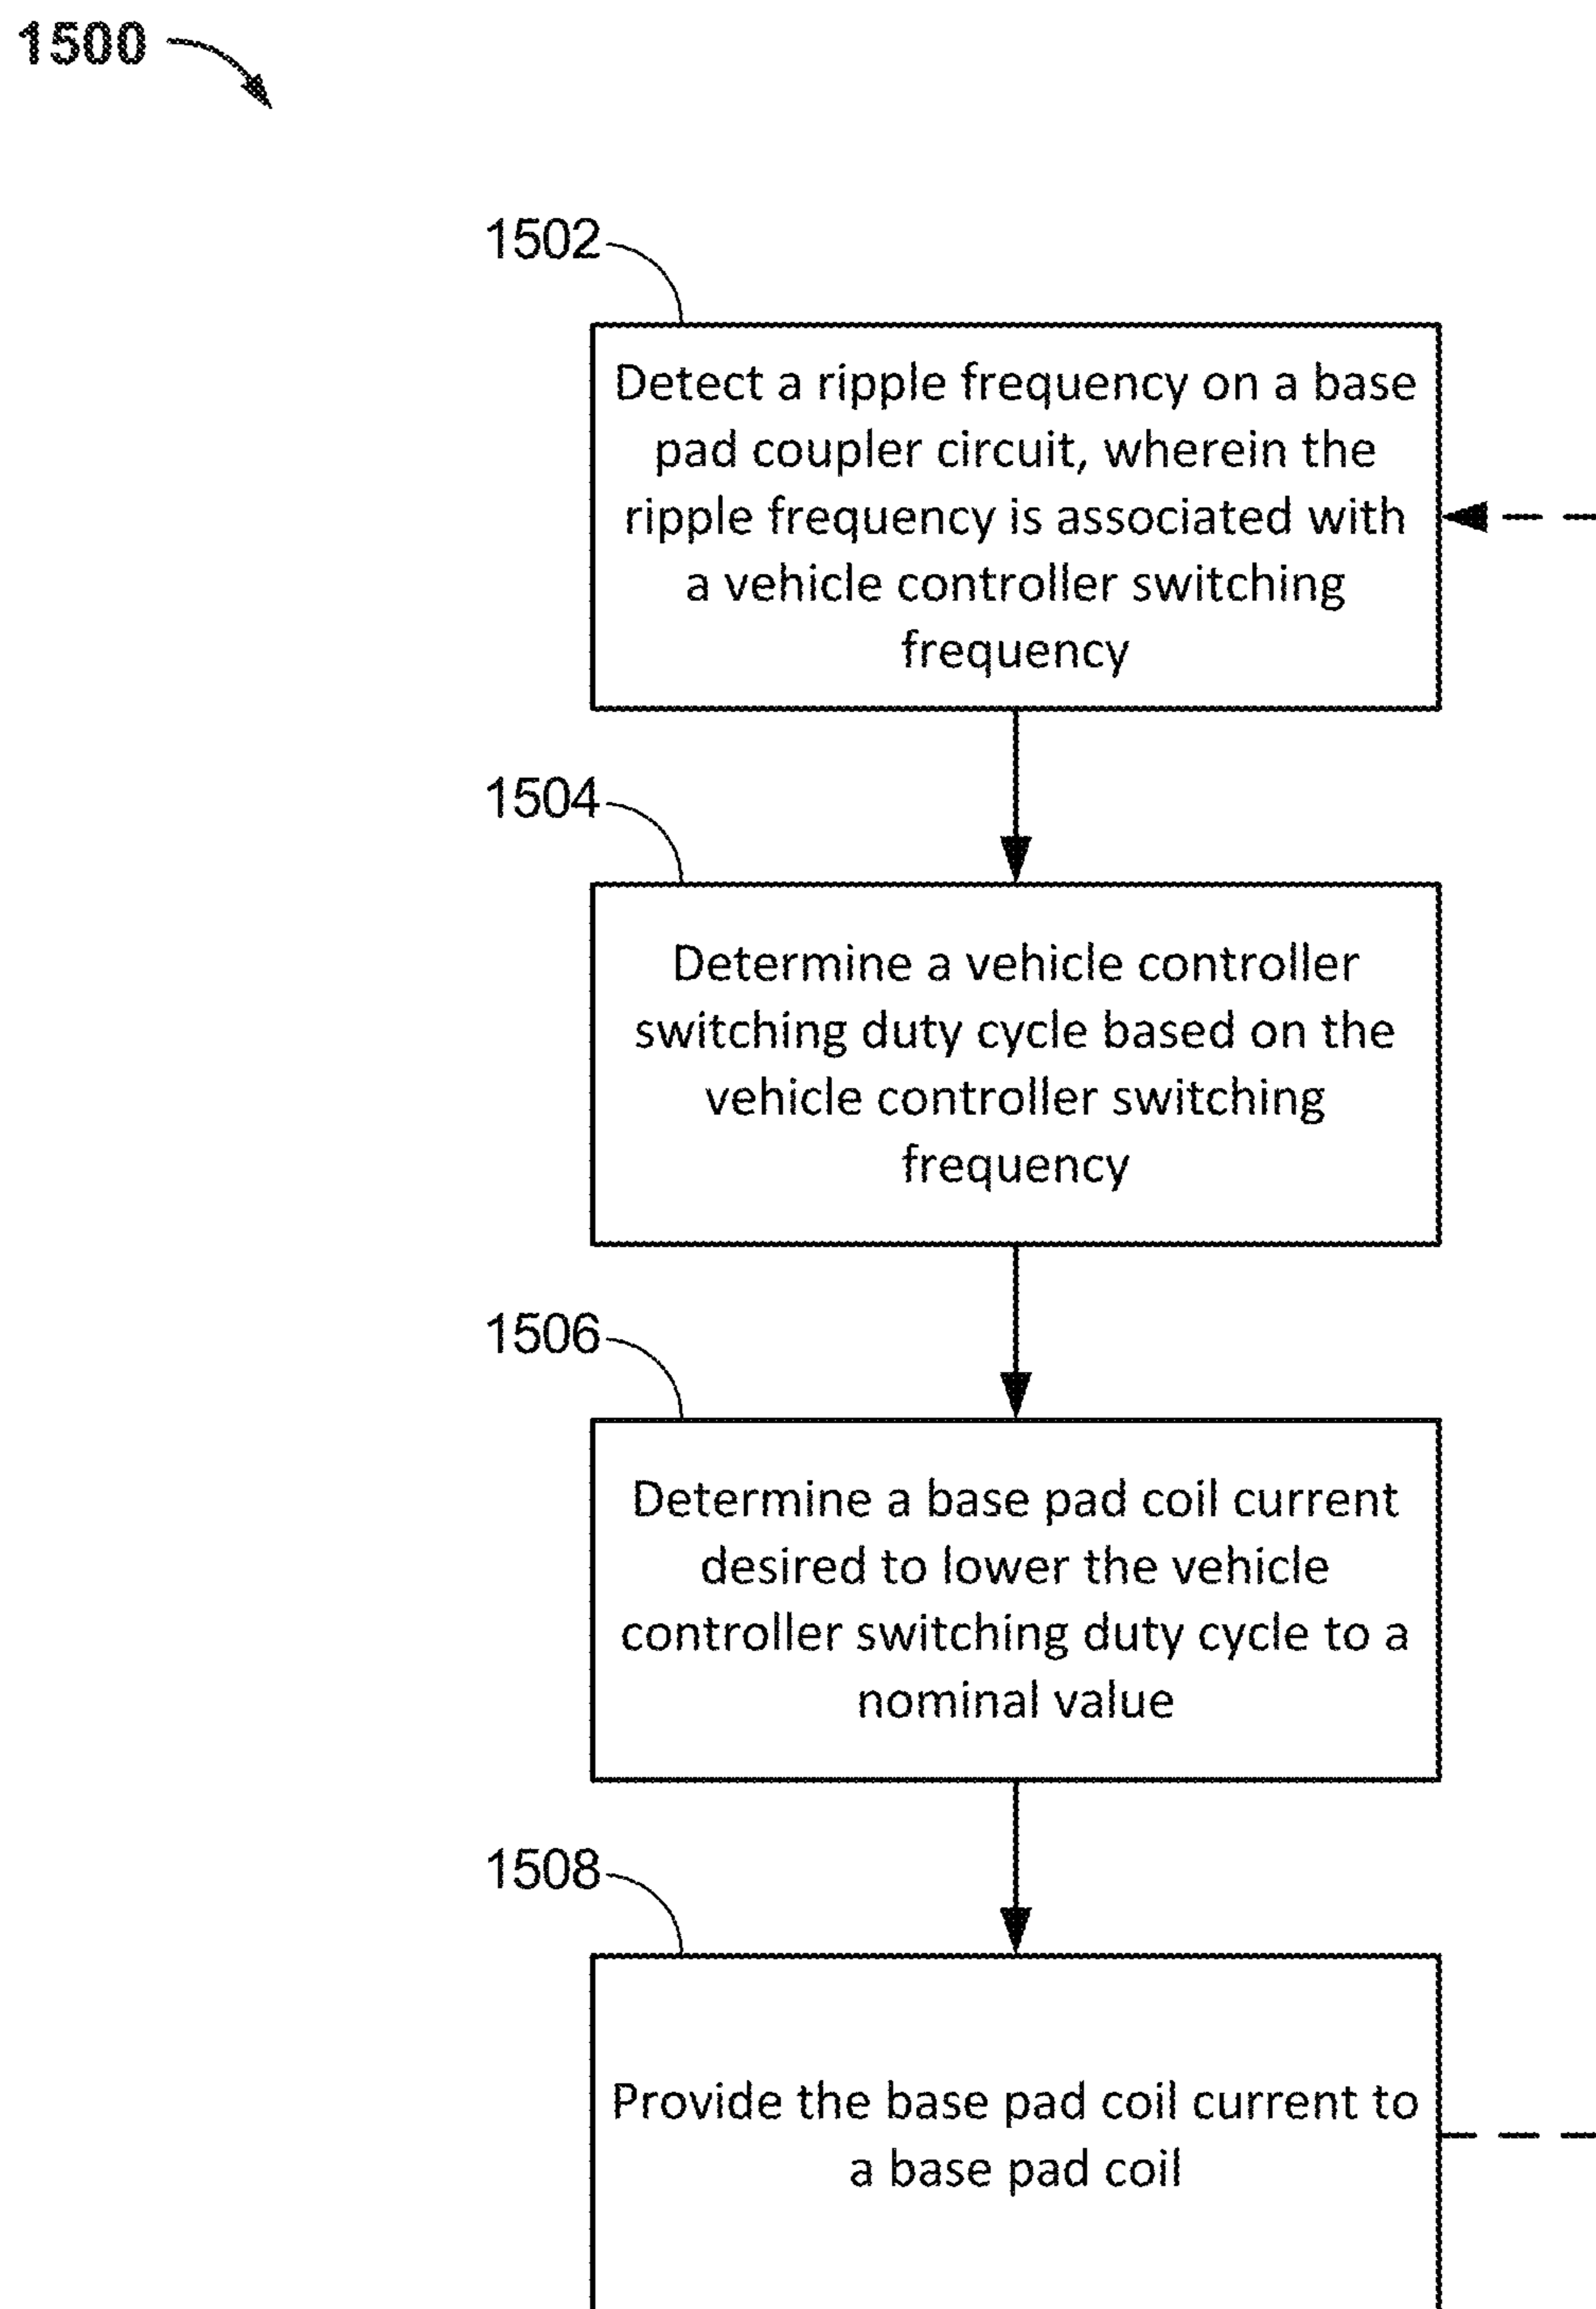 1500
1502
Detect a ripple frequency on a base
pad coupler circuit, wherein the
ripple frequency is associated with
a vehicle controller switching
frequency
1504
Determine a vehicle controller
switching duty cycle based on the
vehicle controller switching
frequency
1506
Determine a base pad coil current
desired to lower the vehicle
controller switching duty cycle to a
nominal value
1508
Provide the base pad coil current to
a base pad coil